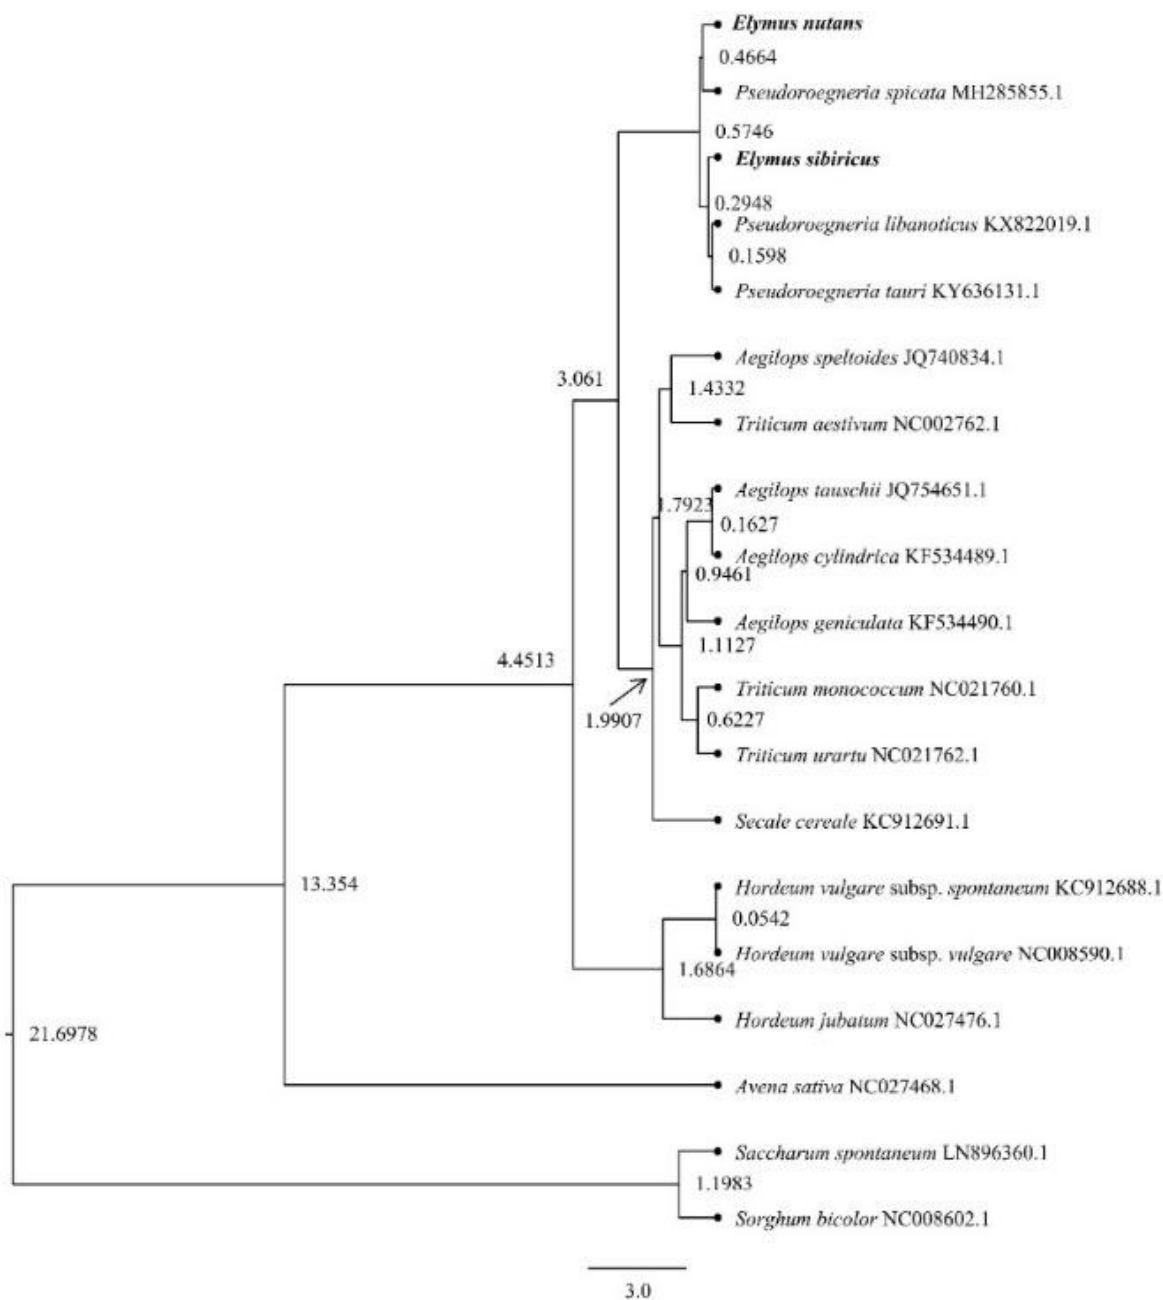 Elymus nutans
0.4664
Pseudoroegneria spicata MH285855.1
0.5746
Elymus sibiricus
0.2948
Pseudoroegneria libanoticus KX822019.1
0.1598
Pseudoroegneria tauri KY636131.1
Aegilops speltoides JQ740834.1
3.061
1.4332
Triticum aestivum NC002762.1
Aegilops tauschii JQ754651.1
1.7923
0.1627
Aegilops cylindrica KF534489.1
0.9461
Aegilops geniculata KF534490.1
1.1127
4.4513
Triticum monococcum NC021760.1
1.9907
0.6227
Triticum urartu NC021762.1
Secale cereale KC912691.1
13.354
Hordeum vulgare subsp. spontaneum KC912688.1
0.0542
Hordeum vulgare subsp. vulgare NC008590.1
1.6864
Hordeum jubatum NC027476.1
21.6978
Avena sativa NC027468.1
Saccharum spontaneum LN896360.1
1.1983
Sorghum bicolor NC008602.1
3.0